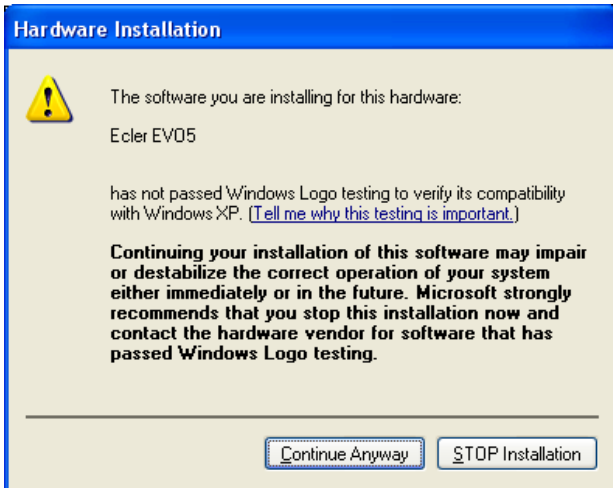 Hardware Installation
The software you are installing for this hardware:
Ecler EVO5
has not passed Windows Logo testing to verify its compatibility
with Windows XP. (Tell me why this testing is important.)
Continuing your installation of this software may impair
or destabilize the correct operation of your system
either immediately or in the future. Microsoft strongly
recommends that you stop this installation now and
contact the hardware vendor for software that has
passed Windows Logo testing.
Continue Anyway
STOP Installation